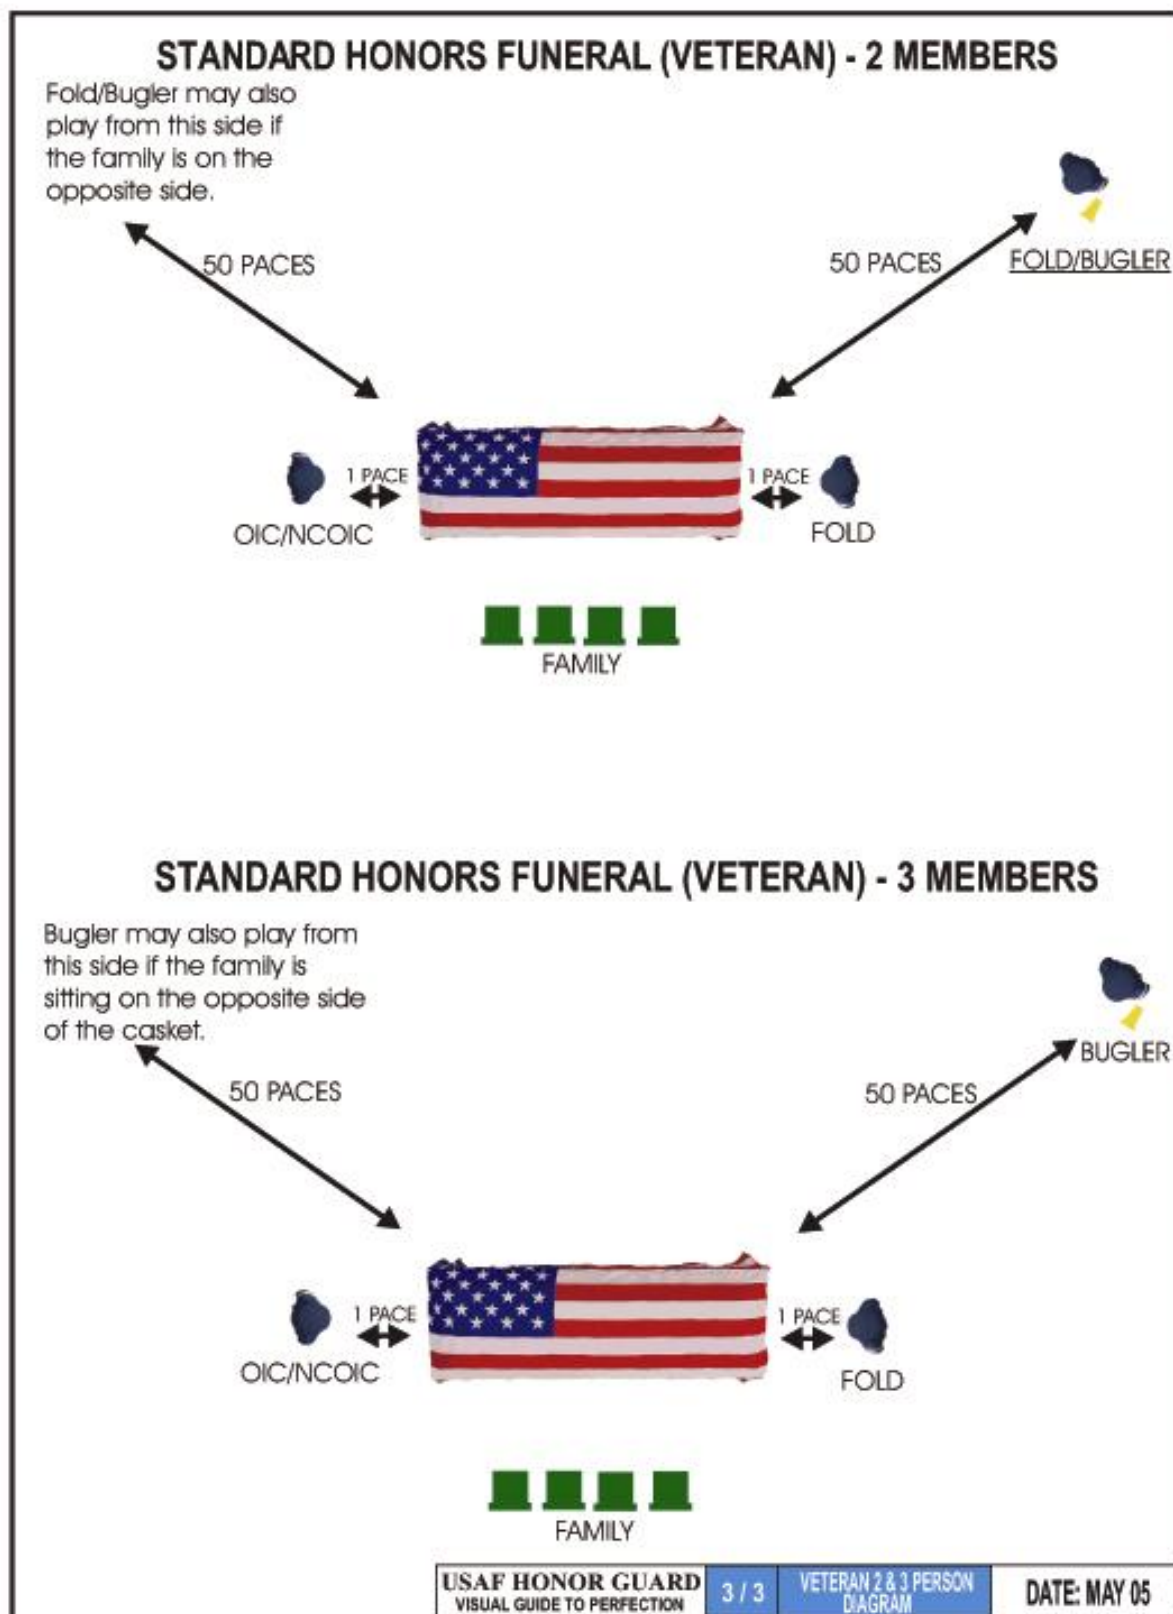 STANDARD HONORS FUNERAL (VETERAN) - 2 MEMBERS
Fold/Bugler may also
play from this side if
the family is on the
opposite side.
50 PACES
50 PACES
FOLD/BUGLER
1 PACE
1 PACE
OIC/NCOIC
FOLD
FAMILY
STANDARD HONORS FUNERAL (VETERAN) - 3 MEMBERS
Bugler may also play from
this side if the family is
sitting on the opposite side
of the casket.
BUGLER
50 PACES
50 PACES
1 PACE
1 PACE
OIC/NCOIC
FOLD
FAMILY
USAF HONOR GUARD
VISUAL GUIDE TO PERFECTION
3 / 3
VETERAN 2 & 3 PERSON
DIAGRAM
DATE: MAY 05